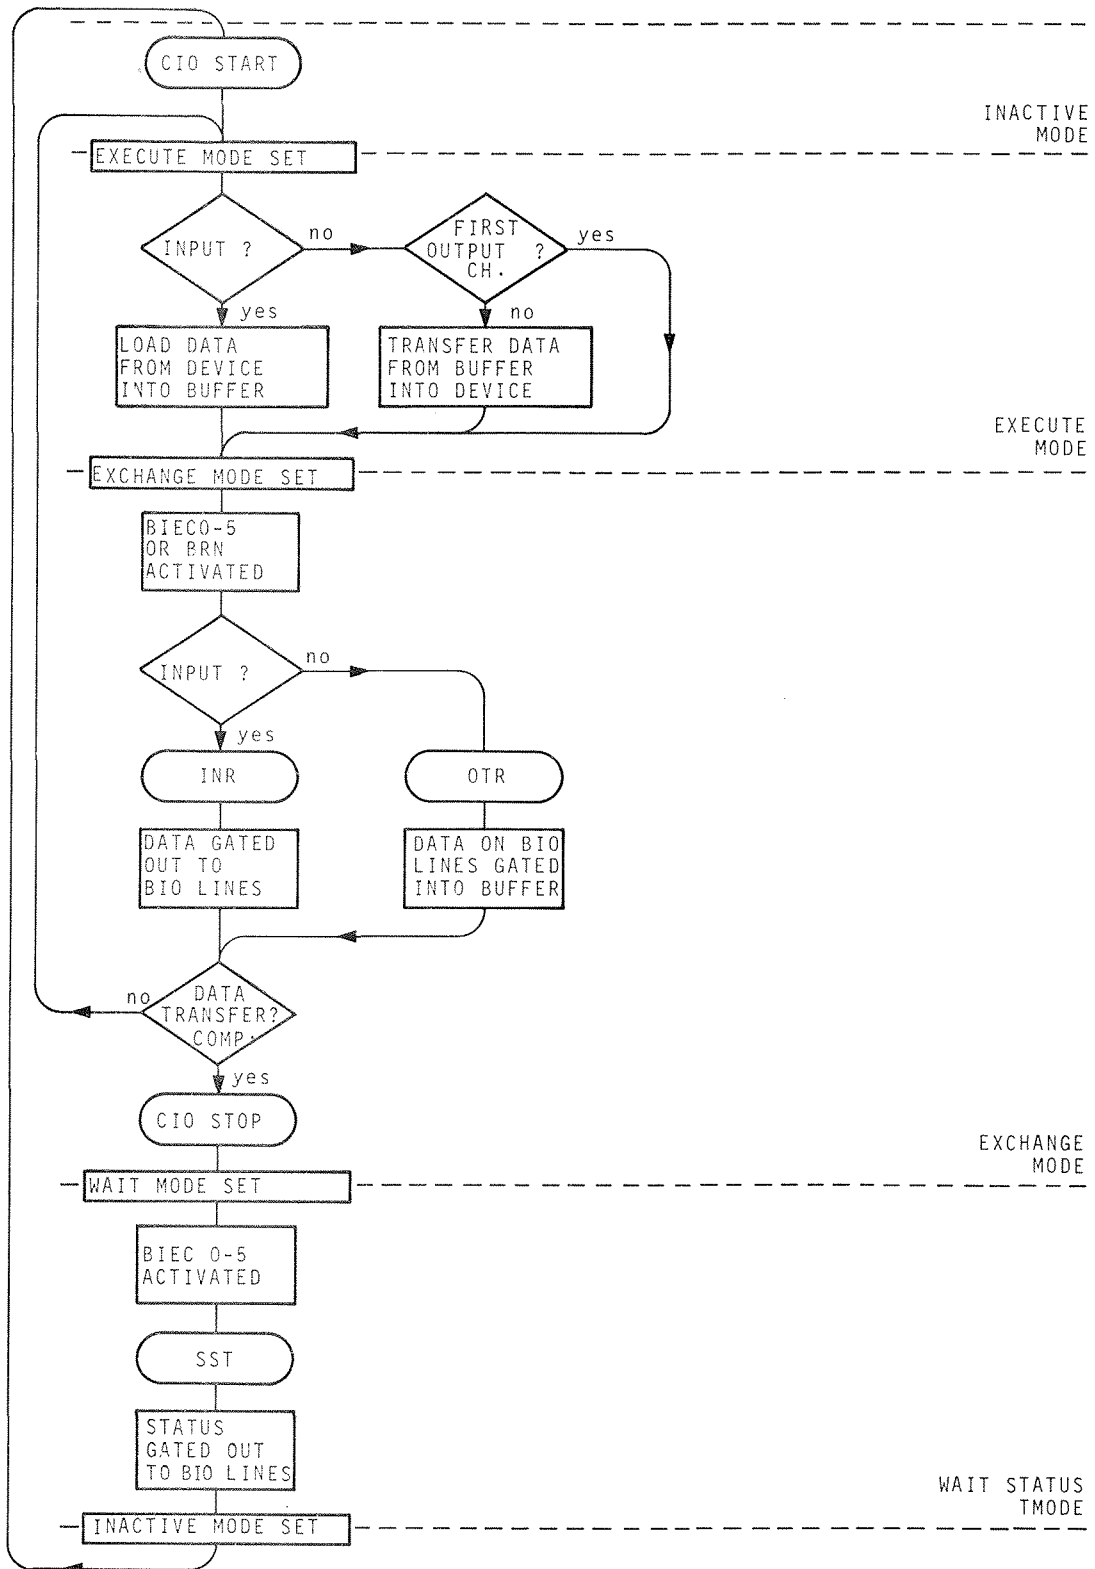 CIO START
INACTIVE
MODE
EXECUTE MODE SET
INPUT ?
no
FIRST
OUTPUT ?
CH.
yes
yes
no
LOAD DATA
FROM DEVICE
INTO BUFFER
TRANSFER DATA
FROM BUFFER
INTO DEVICE
EXECUTE
MODE
EXCHANGE MODE SET
BIEC0-5
OR BRN
ACTIVATED
INPUT ?
no
yes
INR
OTR
DATA GATED
OUT TO
BIO LINES
DATA ON BIO
LINES GATED
INTO BUFFER
no
DATA
TRANSFER?
COMP.
yes
CIO STOP
EXCHANGE
MODE
WAIT MODE SET
BIEC 0-5
ACTIVATED
SST
STATUS
GATED OUT
TO BIO LINES
WAIT STATUS
TMODE
INACTIVE MODE SET